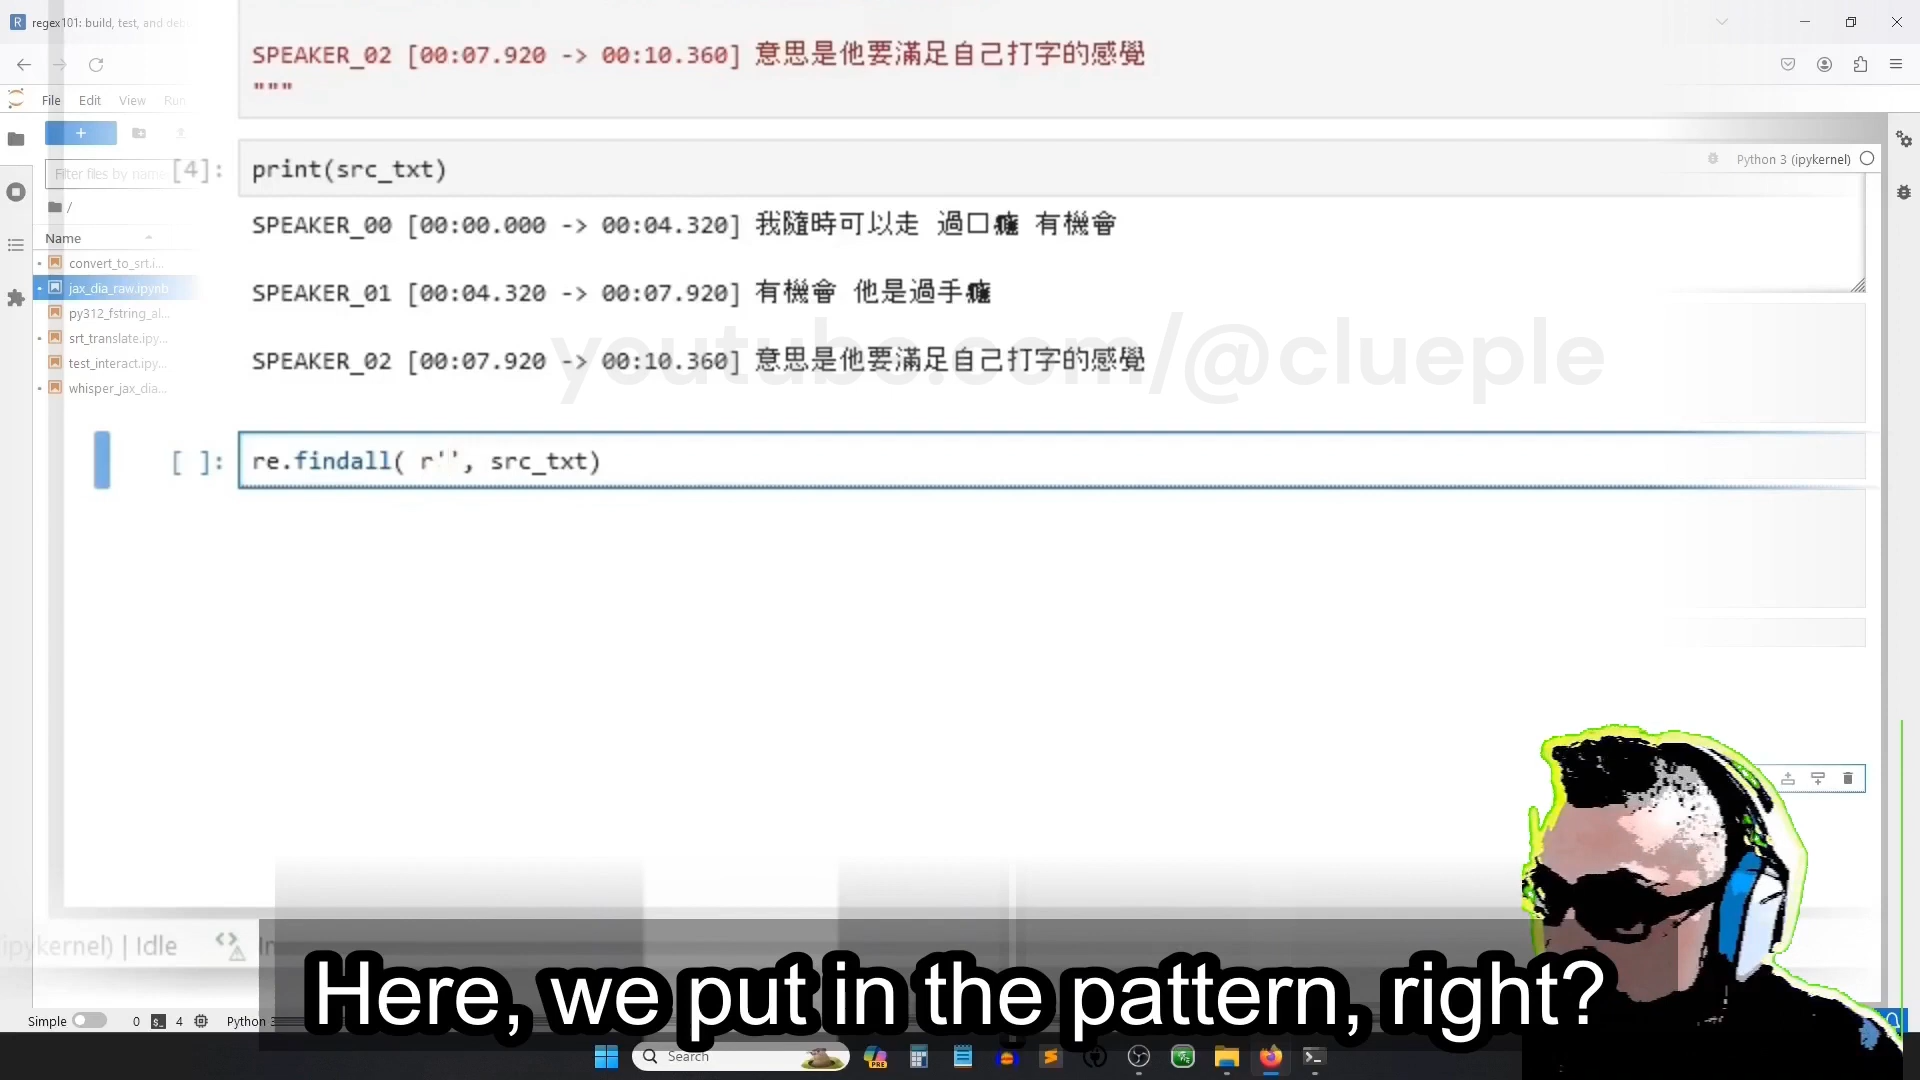 regex101: build, test, and deb
SPEAKER_02 [00:07.920 -> 00:10.360] 意思是他要滿足自己打字的感覺
"""
File Edit View Run
+
Filter files by name
[4]: print(src_txt)
Python 3 (ipykernel)
/
Name
SPEAKER_00 [00:00.000 -> 00:04.320] 我隨時可以走 過口癮 有機會
convert_to_srt.i...
jax_dia_raw.ipynb
SPEAKER_01 [00:04.320 -> 00:07.920] 有機會 他是過手癮
py312_fstring_al...
srt_translate.ipy...
youtube.com/@clueple
SPEAKER_02 [00:07.920 -> 00:10.360] 意思是他要滿足自己打字的感覺
test_interact.ipy...
whisper_jax_dia...
[ ]: re.findall( r'', src_txt)
ipykernel) | Idle
Here, we put in the pattern, right?
Simple 0 4 Python 3
Search
PRE